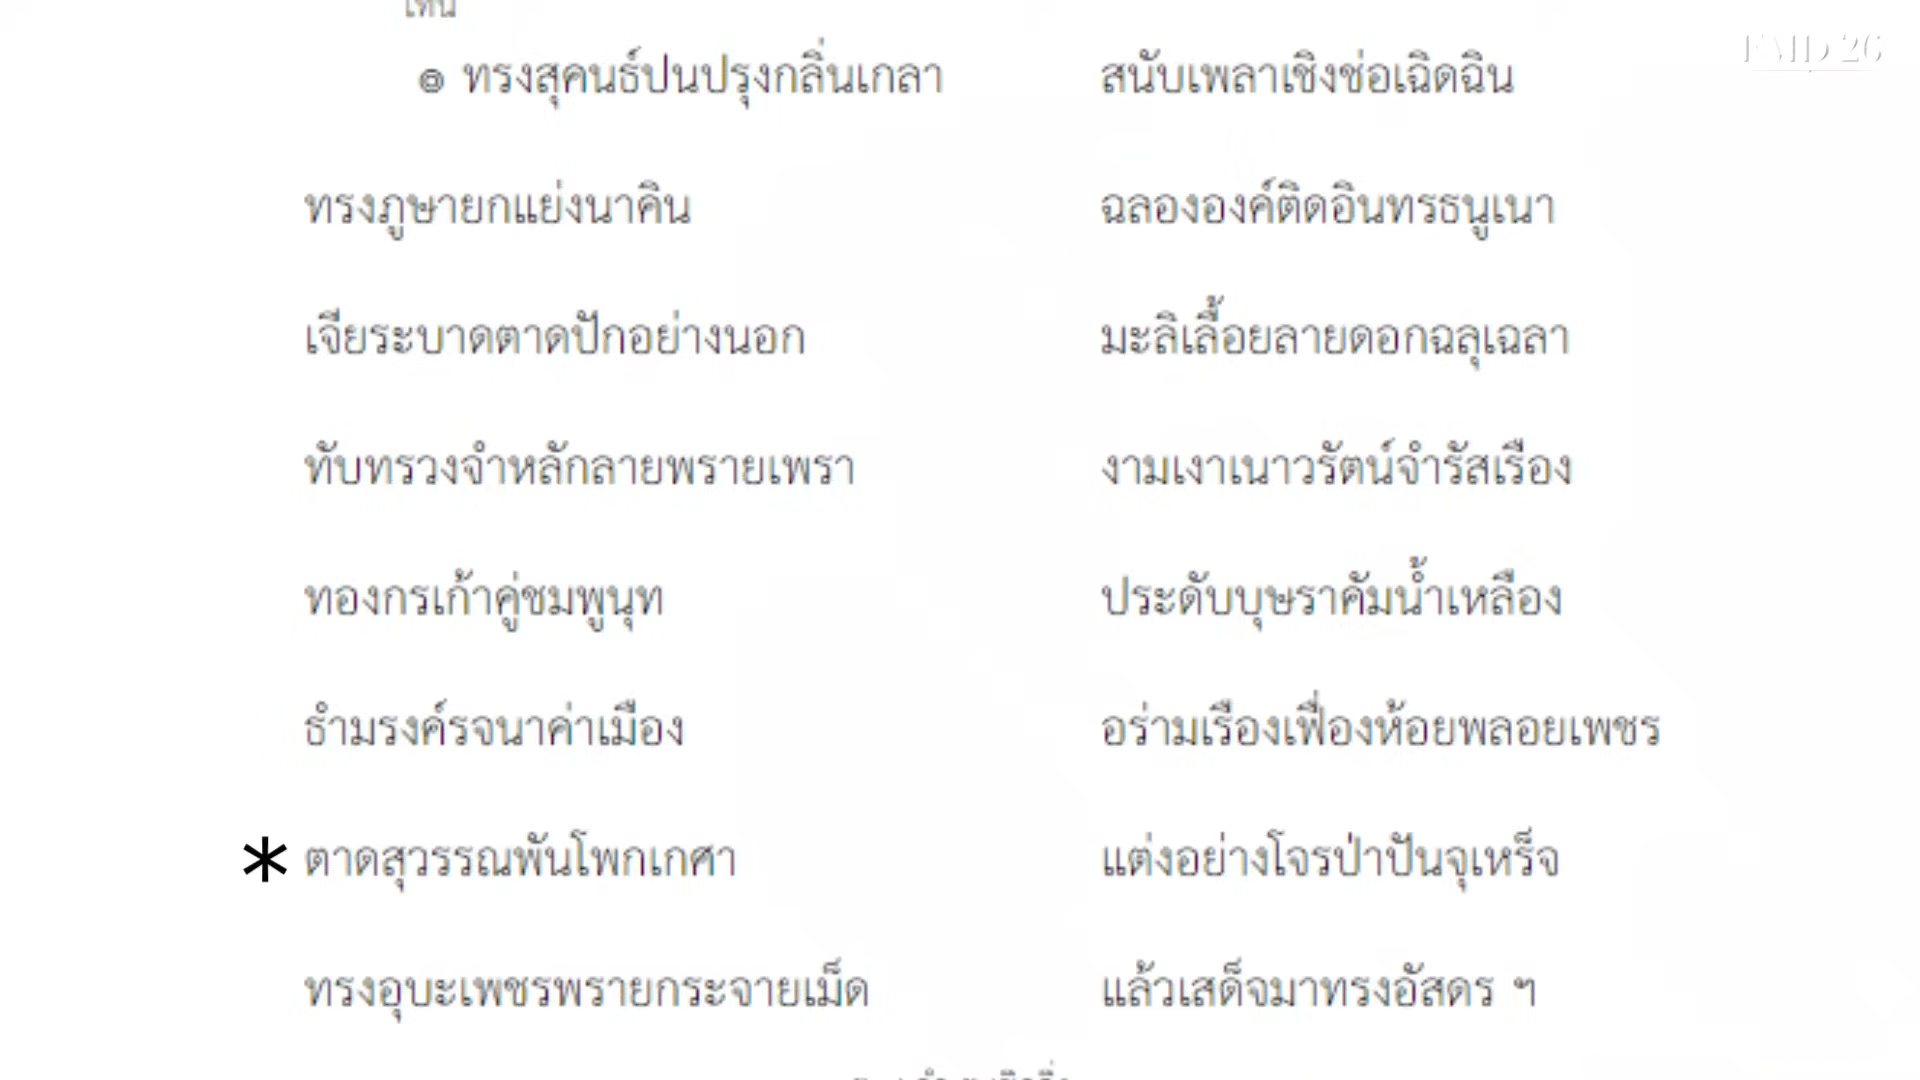 โทน
๏ ทรงสุคนธ์ปนปรุงกลิ่นเกลา สนับเพลาเชิงช่อเฉิดฉิน
ทรงภูษายกแย่งนาคิน ฉลององค์ติดอินทรธนูเนา
เจียระบาดตาดปักอย่างนอก มะลิเลื้อยลายดอกฉลุเฉลา
ทับทรวงจำหลักลายพรายเพรา งามเงาเนาวรัตน์จำรัสเรือง
ทองกรเก้าคู่ชมพูนุท ประดับบุษราคัมน้ำเหลือง
ธำมรงค์รจนาค่าเมือง อร่ามเรืองเฟื่องห้อยพลอยเพชร
* ตาดสุวรรณพันโพกเกศา แต่งอย่างโจรป่าปันจุเหร็จ
ทรงอุบะเพชรพรายกระจายเม็ด แล้วเสด็จมาทรงอัสดร ฯ